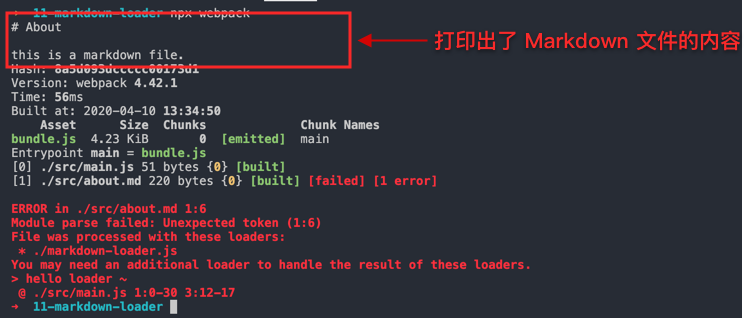 ➜ 11-markdown-loader npx webpack
# About
this is a markdown file.
打印出了 Markdown 文件的内容
Version: webpack 4.42.1
Time: 56ms
Built at: 2020-04-10 13:34:50
Asset Size Chunks Chunk Names
bundle.js 4.23 KiB 0 [emitted] main
Entrypoint main = bundle.js
[0] ./src/main.js 51 bytes {0} [built]
[1] ./src/about.md 220 bytes {0} [built] [failed] [1 error]
ERROR in ./src/about.md 1:6
Module parse failed: Unexpected token (1:6)
File was processed with these loaders:
* ./markdown-loader.js
You may need an additional loader to handle the result of these loaders.
> hello loader ~
@ ./src/main.js 1:0-30 3:12-17
➜ 11-markdown-loader